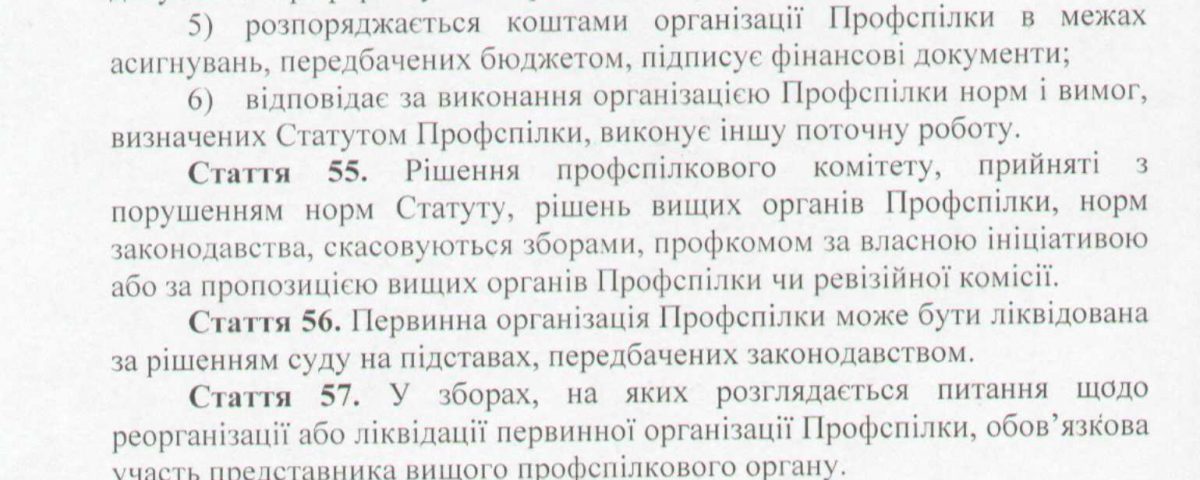 5) розпоряджається коштами організації Профспілки в межах
асигнувань, передбачених бюджетом, підписує фінансові документи;
6) відповідає за виконання організацією Профспілки норм і вимог,
визначених Статутом Профспілки, виконує іншу поточну роботу.
Стаття 55. Рішення профспілкового комітету, прийняті з
порушенням норм Статуту, рішень вищих органів Профспілки, норм
законодавства, скасовуються зборами, профкомом за власною ініціативою
або за пропозицією вищих органів Профспілки чи ревізійної комісії.
Стаття 56. Первинна організація Профспілки може бути ліквідована
за рішенням суду на підставах, передбачених законодавством.
Стаття 57. У зборах, на яких розглядається питання щодо
реорганізації або ліквідації первинної організації Профспілки, обов’язкова
участь представника вищого профспілкового органу.